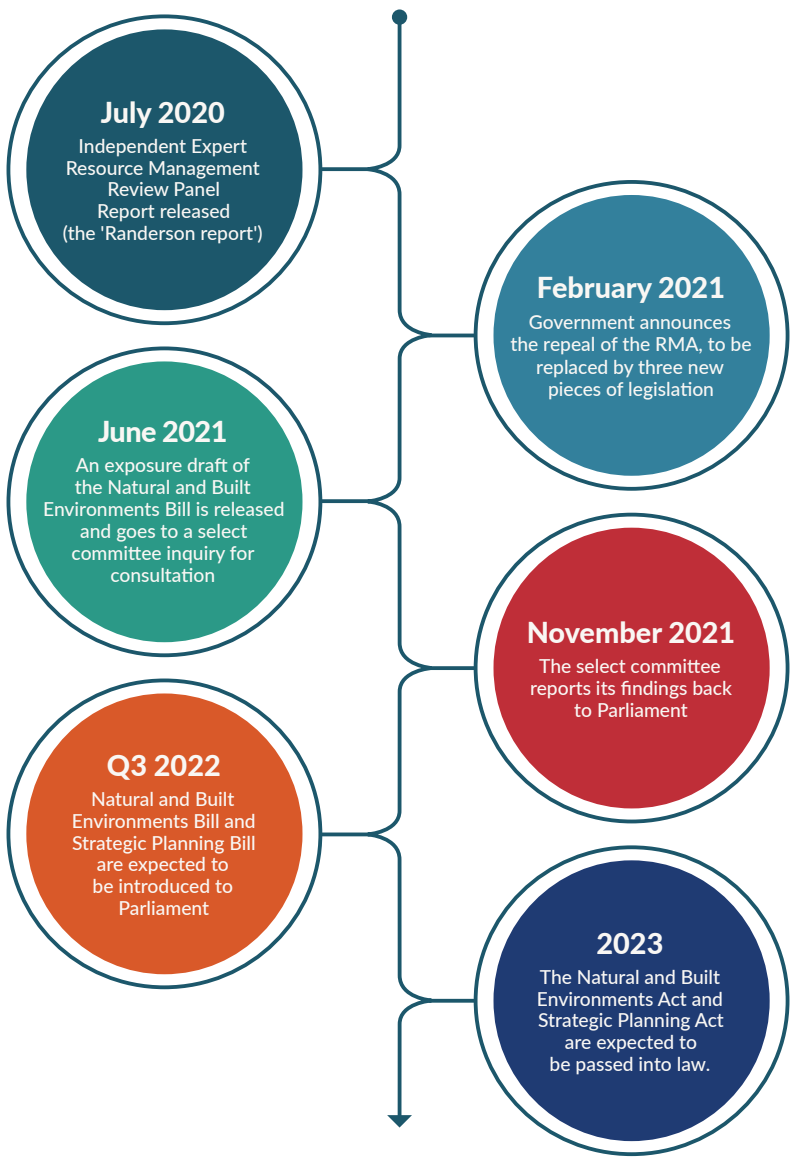 July 2020
Independent Expert
Resource Management
Review Panel
Report released
(the 'Randerson report')
February 2021
Government announces
the repeal of the RMA, to be
replaced by three new
pieces of legislation
June 2021
An exposure draft of
the Natural and Built
Environments Bill is released
and goes to a select
committee inquiry for
consultation
November 2021
The select committee
reports its findings back
to Parliament
Q3 2022
Natural and Built
Environments Bill and
Strategic Planning Bill
are expected to
be introduced to
Parliament
2023
The Natural and Built
Environments Act and
Strategic Planning Act
are expected to
be passed into law.